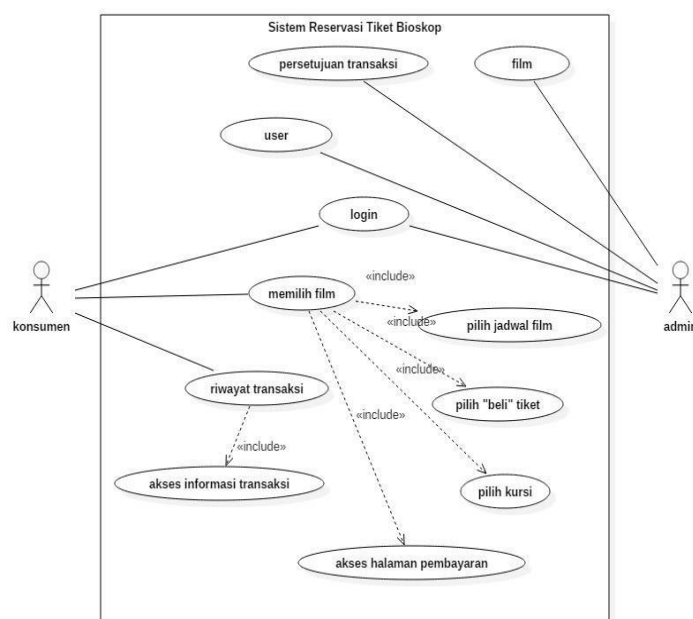 Sistem Reservasi Tiket Bioskop
persetujuan transaksi
film
user
login
«include»
memilih film
«include»
pilih jadwal film
konsumen
admin
«include»
riwayat transaksi
pilih "beli" tiket
«include»
«include»
akses informasi transaksi
pilih kursi
akses halaman pembayaran